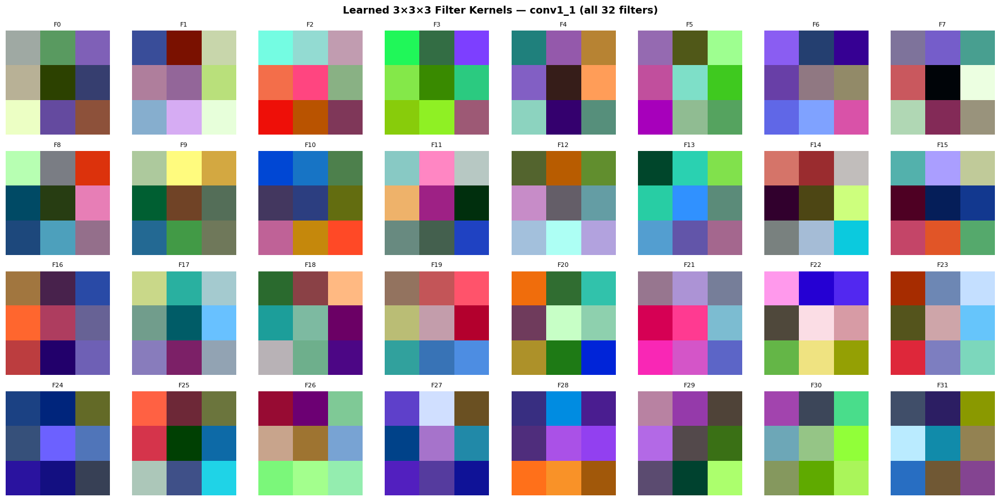 Learned 3×3×3 Filter Kernels — conv1_1 (all 32 filters)
F0 F1 F2 F3 F4 F5 F6 F7
F8 F9 F10 F11 F12 F13 F14 F15
F16 F17 F18 F19 F20 F21 F22 F23
F24 F25 F26 F27 F28 F29 F30 F31